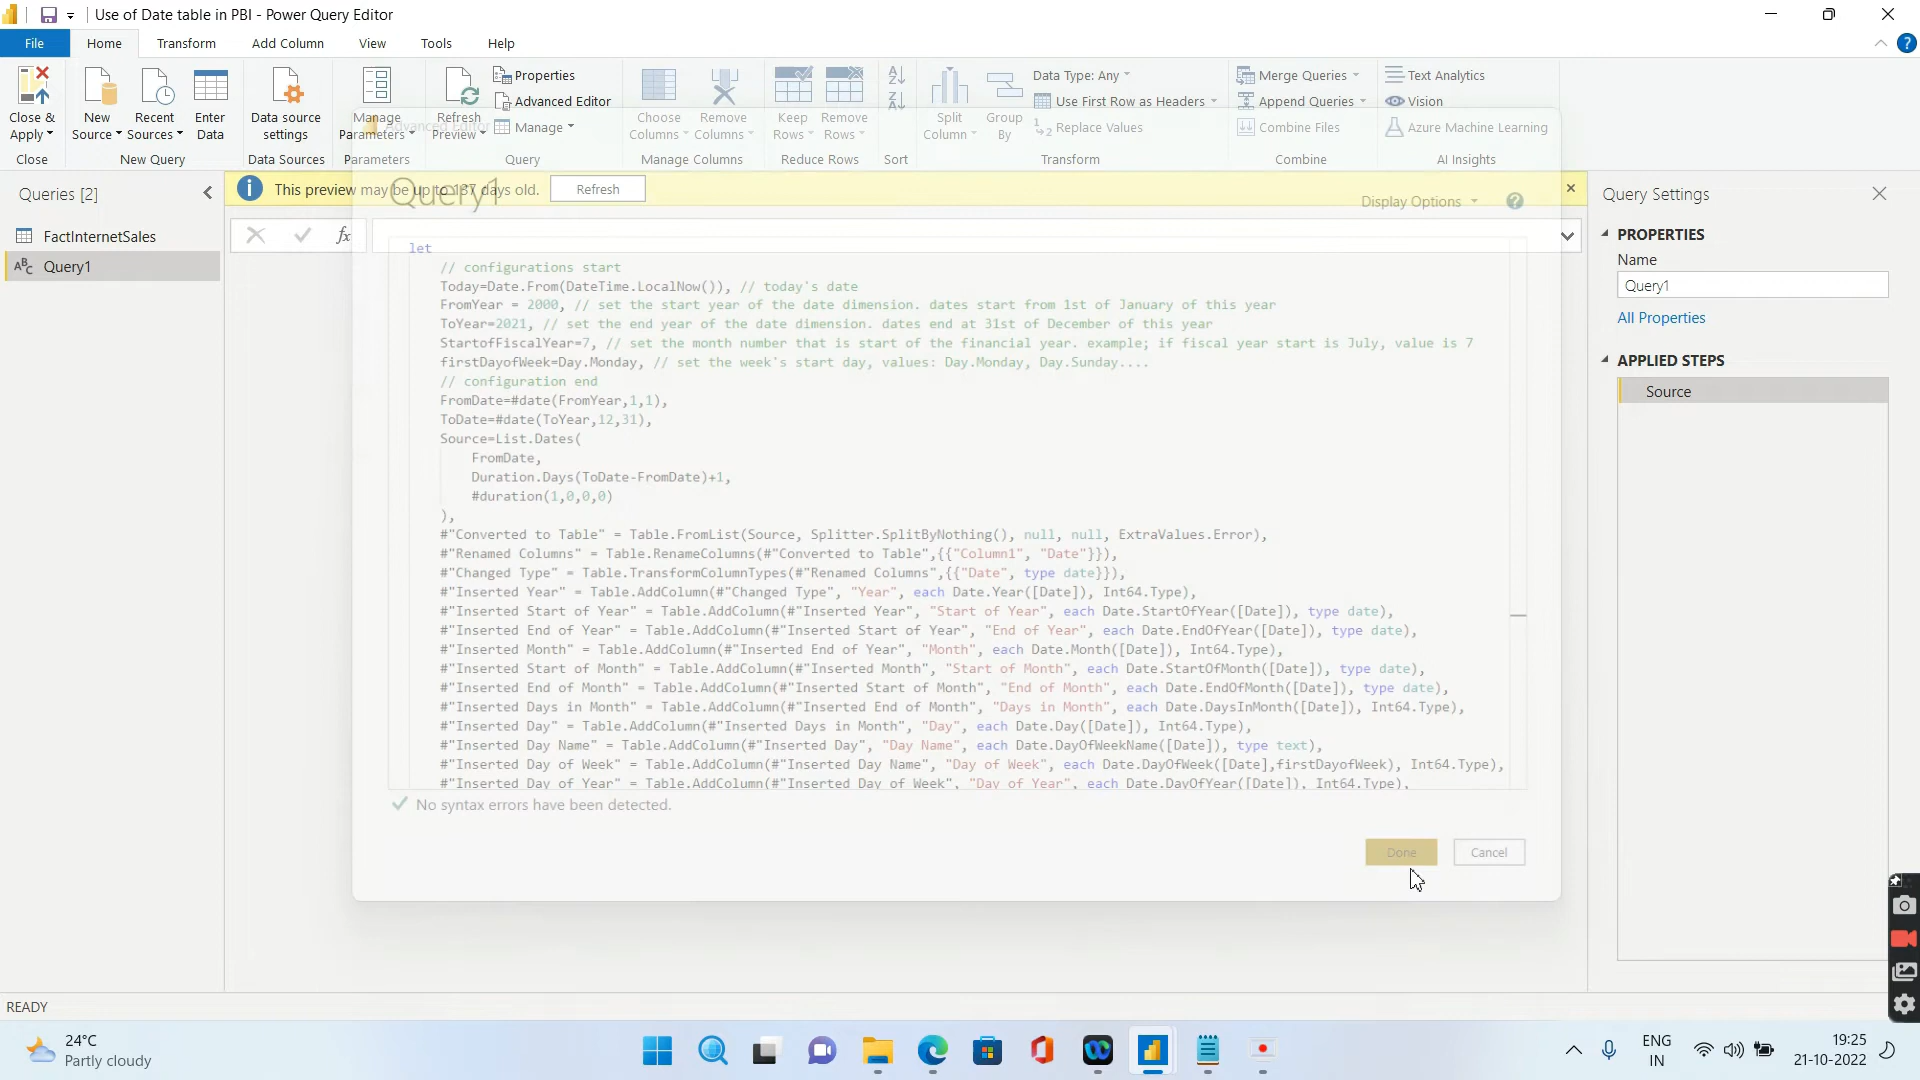 Use of Date table in PBI - Power Query Editor
File Home Transform Add Column View Tools Help
Close & Apply
New Source
Recent Sources
Enter Data
Data source settings
Manage Parameters
Refresh Preview
Properties
Advanced Editor
Manage
Choose Columns
Remove Columns
Keep Rows
Remove Rows
Split Column
Group By
Data Type: Any
Use First Row as Headers
Replace Values
Merge Queries
Append Queries
Combine Files
Text Analytics
Vision
Azure Machine Learning
Close New Query Data Sources Parameters Query Manage Columns Reduce Rows Sort Transform Combine AI Insights
Advanced Editor
Queries [2]
FactInternetSales
Query1
This preview may be up to 187 days old. Refresh
Query1
Display Options
fx
let
// configurations start
Today=Date.From(DateTime.LocalNow()), // today's date
FromYear = 2000, // set the start year of the date dimension. dates start from 1st of January of this year
ToYear=2021, // set the end year of the date dimension. dates end at 31st of December of this year
StartofFiscalYear=7, // set the month number that is start of the financial year. example; if fiscal year start is July, value is 7
firstDayofWeek=Day.Monday, // set the week's start day, values: Day.Monday, Day.Sunday....
// configuration end
FromDate=#date(FromYear,1,1),
ToDate=#date(ToYear,12,31),
Source=List.Dates(
FromDate,
Duration.Days(ToDate-FromDate)+1,
#duration(1,0,0,0)
),
#"Converted to Table" = Table.FromList(Source, Splitter.SplitByNothing(), null, null, ExtraValues.Error),
#"Renamed Columns" = Table.RenameColumns(#"Converted to Table",{{"Column1", "Date"}}),
#"Changed Type" = Table.TransformColumnTypes(#"Renamed Columns",{{"Date", type date}}),
#"Inserted Year" = Table.AddColumn(#"Changed Type", "Year", each Date.Year([Date]), Int64.Type),
#"Inserted Start of Year" = Table.AddColumn(#"Inserted Year", "Start of Year", each Date.StartOfYear([Date]), type date),
#"Inserted End of Year" = Table.AddColumn(#"Inserted Start of Year", "End of Year", each Date.EndOfYear([Date]), type date),
#"Inserted Month" = Table.AddColumn(#"Inserted End of Year", "Month", each Date.Month([Date]), Int64.Type),
#"Inserted Start of Month" = Table.AddColumn(#"Inserted Month", "Start of Month", each Date.StartOfMonth([Date]), type date),
#"Inserted End of Month" = Table.AddColumn(#"Inserted Start of Month", "End of Month", each Date.EndOfMonth([Date]), type date),
#"Inserted Days in Month" = Table.AddColumn(#"Inserted End of Month", "Days in Month", each Date.DaysInMonth([Date]), Int64.Type),
#"Inserted Day" = Table.AddColumn(#"Inserted Days in Month", "Day", each Date.Day([Date]), Int64.Type),
#"Inserted Day Name" = Table.AddColumn(#"Inserted Day", "Day Name", each Date.DayOfWeekName([Date]), type text),
#"Inserted Day of Week" = Table.AddColumn(#"Inserted Day Name", "Day of Week", each Date.DayOfWeek([Date],firstDayofWeek), Int64.Type),
#"Inserted Day of Year" = Table.AddColumn(#"Inserted Day of Week", "Day of Year", each Date.DayOfYear([Date]), Int64.Type),
No syntax errors have been detected.
Done Cancel
Query Settings
PROPERTIES
Name
Query1
All Properties
APPLIED STEPS
Source
READY
24°C
Partly cloudy
ENG
IN
19:25
21-10-2022